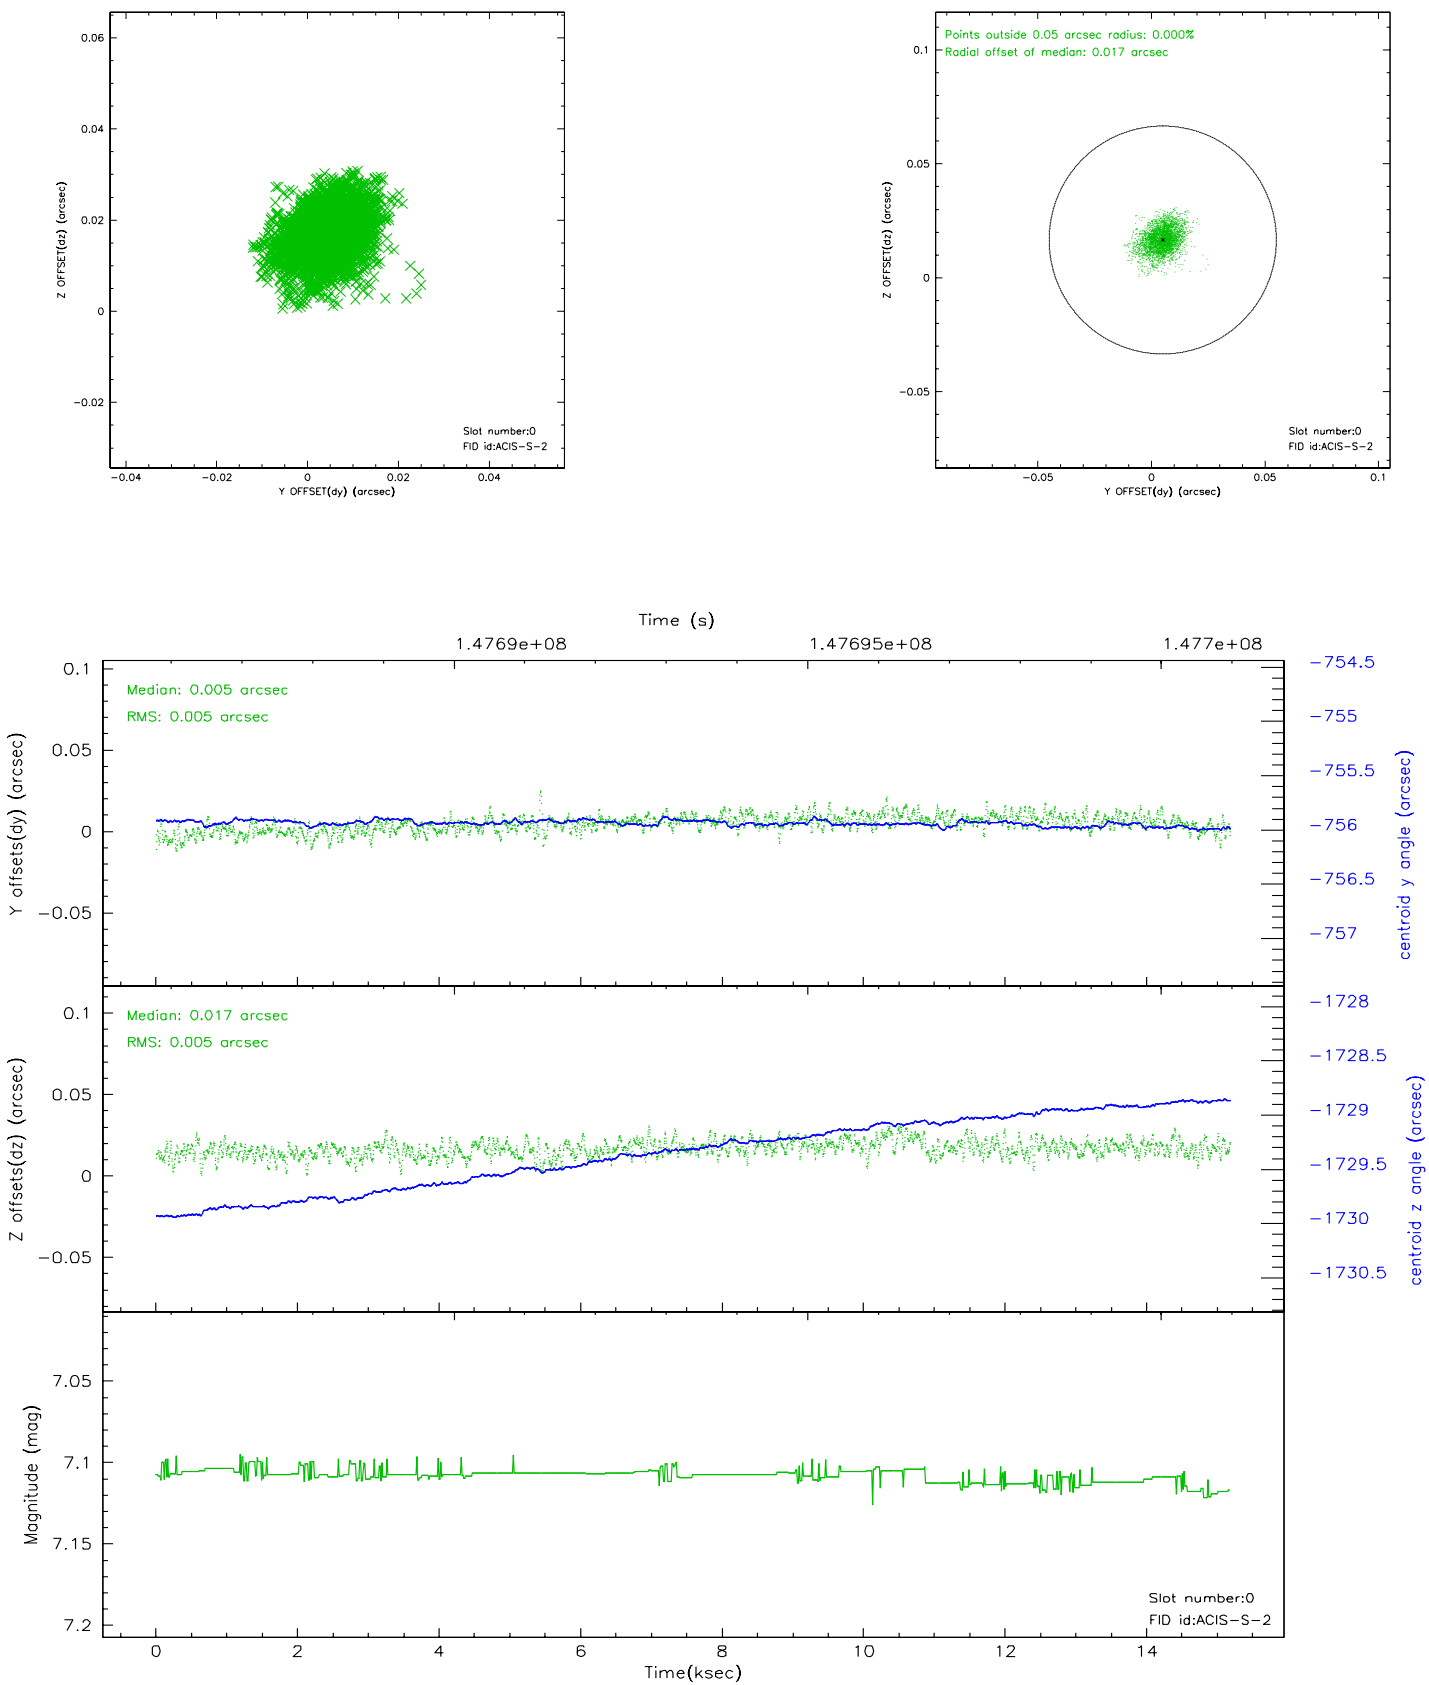 0.06
0.04
0.02
0
−0.02
Z OFFSET(dz) (arcsec)
Slot number:0
FID id:ACIS−S−2
−0.04
−0.02
0
0.02
0.04
Y OFFSET(dy) (arcsec)
Points outside 0.05 arcsec radius: 0.000%
Radial offset of median: 0.017 arcsec
0.1
0.05
0
−0.05
Z OFFSET(dz) (arcsec)
Slot number:0
FID id:ACIS−S−2
−0.05
0
0.05
0.1
Y OFFSET(dy) (arcsec)
Time (s)
1.4769e+08
1.47695e+08
1.477e+08
0.1
0.05
0
−0.05
Y offsets(dy) (arcsec)
Median: 0.005 arcsec
RMS: 0.005 arcsec
−754.5
−755
−755.5
−756
−756.5
−757
centroid y angle (arcsec)
0.1
0.05
0
−0.05
Z offsets(dz) (arcsec)
Median: 0.017 arcsec
RMS: 0.005 arcsec
−1728
−1728.5
−1729
−1729.5
−1730
−1730.5
centroid z angle (arcsec)
7.05
7.1
7.15
7.2
Magnitude (mag)
Slot number:0
FID id:ACIS−S−2
0
2
4
6
8
10
12
14
Time(ksec)